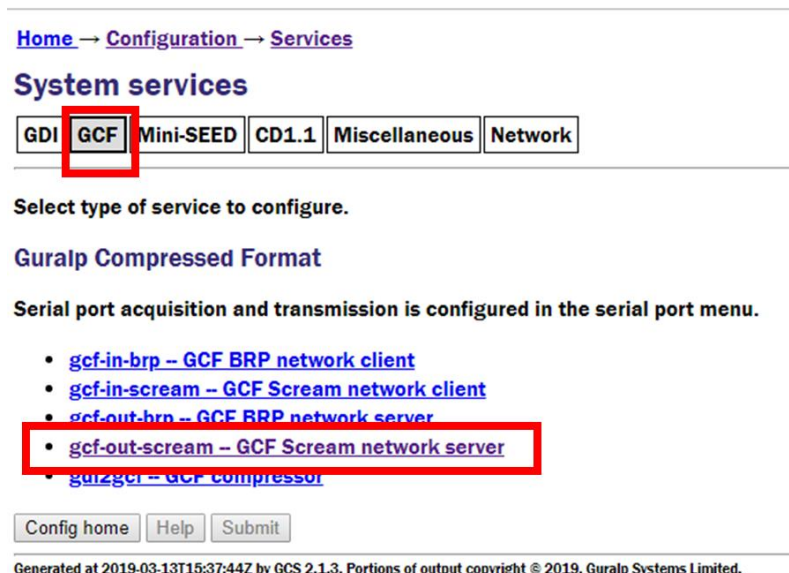 Home → Configuration → Services
System services
GDI GCF Mini-SEED CD1.1 Miscellaneous Network
Select type of service to configure.
Guralp Compressed Format
Serial port acquisition and transmission is configured in the serial port menu.
• gcf-in-brp -- GCF BRP network client
• gcf-in-scream -- GCF Scream network client
• gcf-out-brp -- GCF BRP network server
• gcf-out-scream -- GCF Scream network server
• gdi2gcf -- GCF compressor
Config home Help Submit
Generated at 2019-03-13T15:37:44Z by GCS 2.1.3. Portions of output copyright © 2019, Guralp Systems Limited.